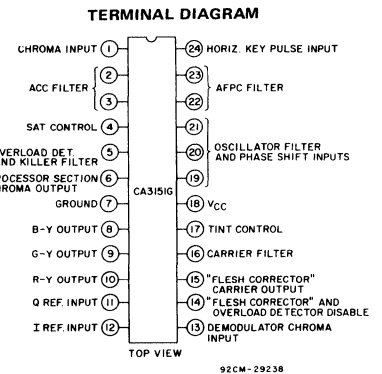 TERMINAL DIAGRAM
CHROMA INPUT 1
2
ACC FILTER
3
SAT CONTROL 4
VERLOAD DET. 5
ND KILLER FILTER
OCESSOR SECTION 6
ROMA OUTPUT
GROUND 7
B-Y OUTPUT 8
G-Y OUTPUT 9
R-Y OUTPUT 10
Q REF. INPUT 11
I REF. INPUT 12
CA3151G
24 HORIZ. KEY PULSE INPUT
23
AFPC FILTER
22
21
OSCILLATOR FILTER
20 AND PHASE SHIFT INPUTS
19
18 VCC
17 TINT CONTROL
16 CARRIER FILTER
15 "FLESH CORRECTOR"
CARRIER OUTPUT
14 "FLESH CORRECTOR" AND
OVERLOAD DETECTOR DISABLE
13 DEMODULATOR CHROMA
INPUT
TOP VIEW
92CM-29238